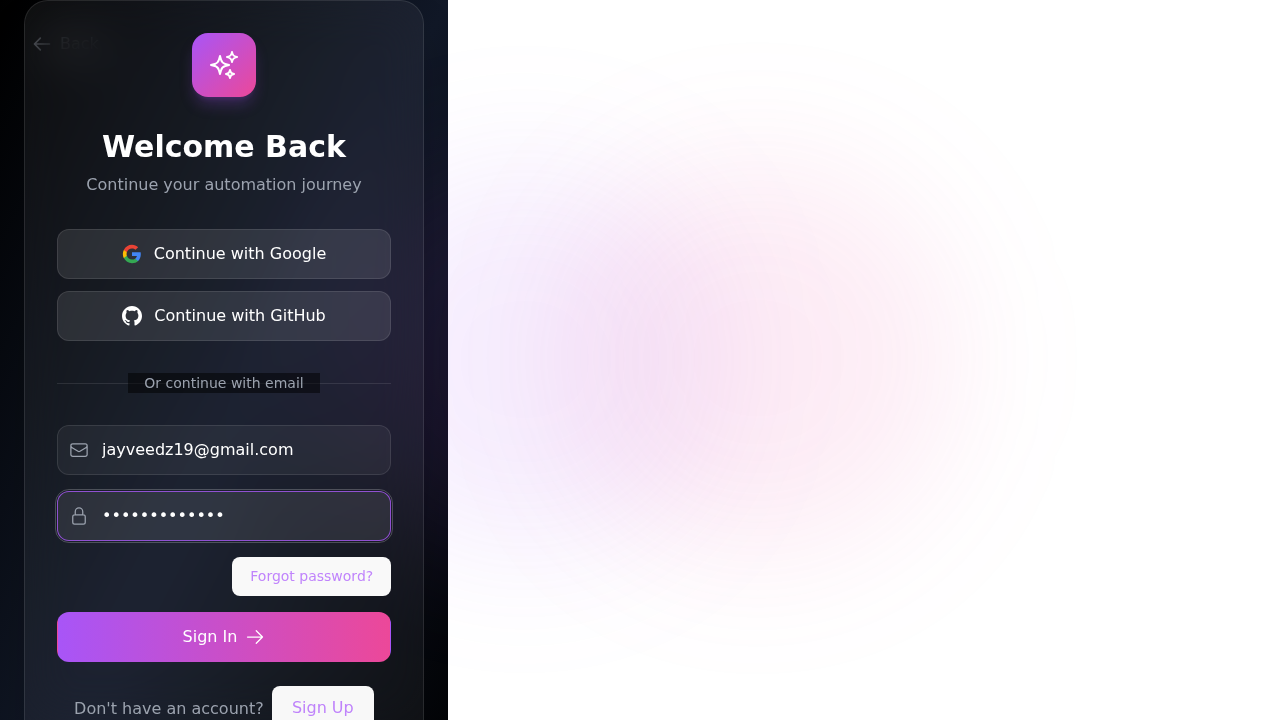 Back
Welcome Back
Continue your automation journey
Continue with Google
Continue with GitHub
Or continue with email
jayveedz19@gmail.com
•••••••••••••
Forgot password?
Sign In
Don't have an account? Sign Up